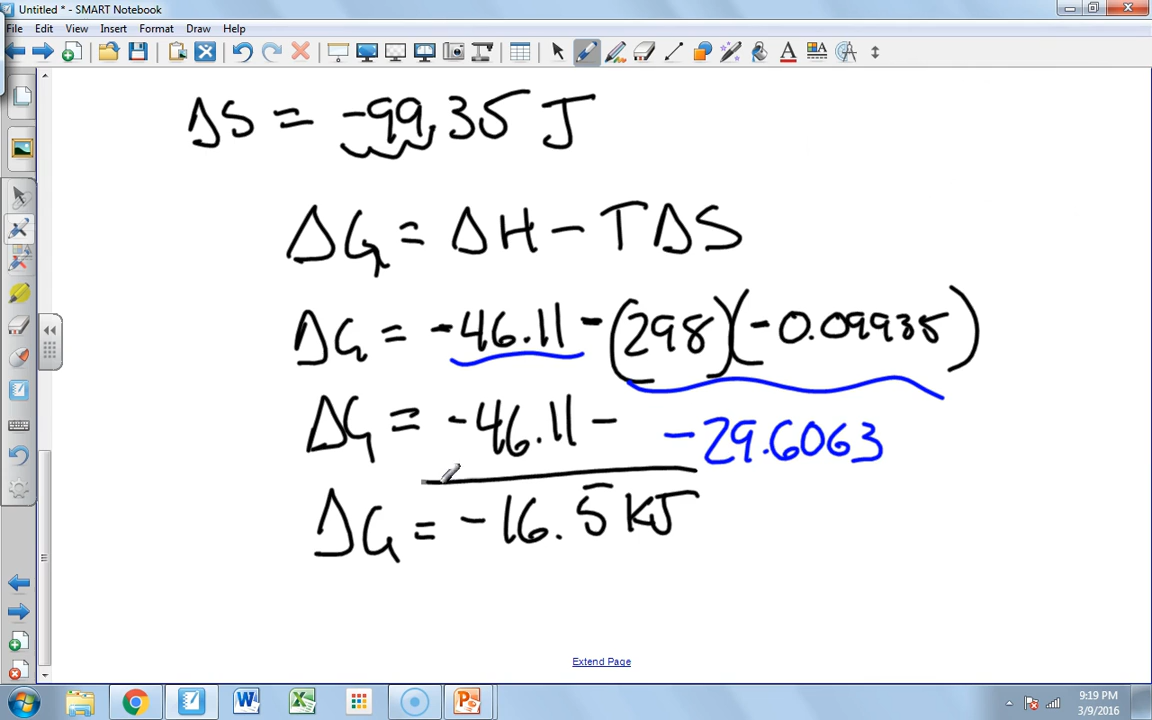 Untitled * - SMART Notebook
File Edit View Insert Format Draw Help
ΔS = -99.35 J
ΔG = ΔH - TΔS
ΔG = -46.11 - (298)(-0.09935)
ΔG = -46.11 - -29.6063
ΔG = -16.5 KJ
Extend Page
9:19 PM
3/9/2016